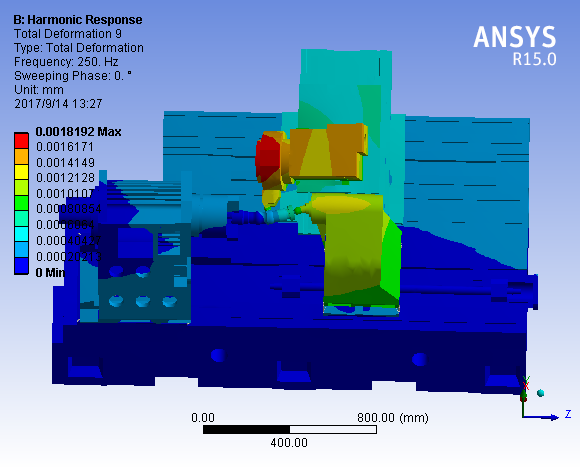 B: Harmonic Response
Total Deformation 9
Type: Total Deformation
Frequency: 250. Hz
Sweeping Phase: 0. °
Unit: mm
2017/9/14 13:27
ANSYS
R15.0
0.0018192 Max
0.0016171
0.0014149
0.0012128
0 Min
0.00
800.00 (mm)
400.00
Z